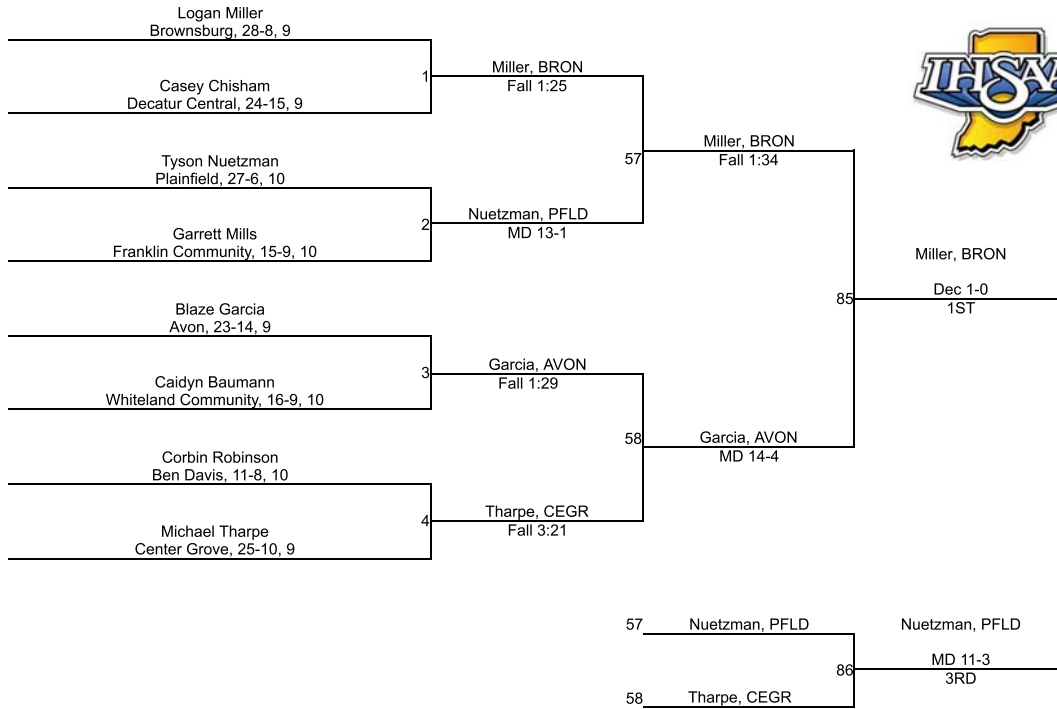 Logan Miller
Brownsburg, 28-8, 9
Casey Chisham
Decatur Central, 24-15, 9
1
Miller, BRON
Fall 1:25
Tyson Nuetzman
Plainfield, 27-6, 10
Garrett Mills
Franklin Community, 15-9, 10
2
Nuetzman, PFLD
MD 13-1
57
Miller, BRON
Fall 1:34
Blaze Garcia
Avon, 23-14, 9
Caidyn Baumann
Whiteland Community, 16-9, 10
3
Garcia, AVON
Fall 1:29
Corbin Robinson
Ben Davis, 11-8, 10
Michael Tharpe
Center Grove, 25-10, 9
4
Tharpe, CEGR
Fall 3:21
58
Garcia, AVON
MD 14-4
85
Miller, BRON
Dec 1-0
1ST
IHSAA
57
Nuetzman, PFLD
58
Tharpe, CEGR
86
Nuetzman, PFLD
MD 11-3
3RD